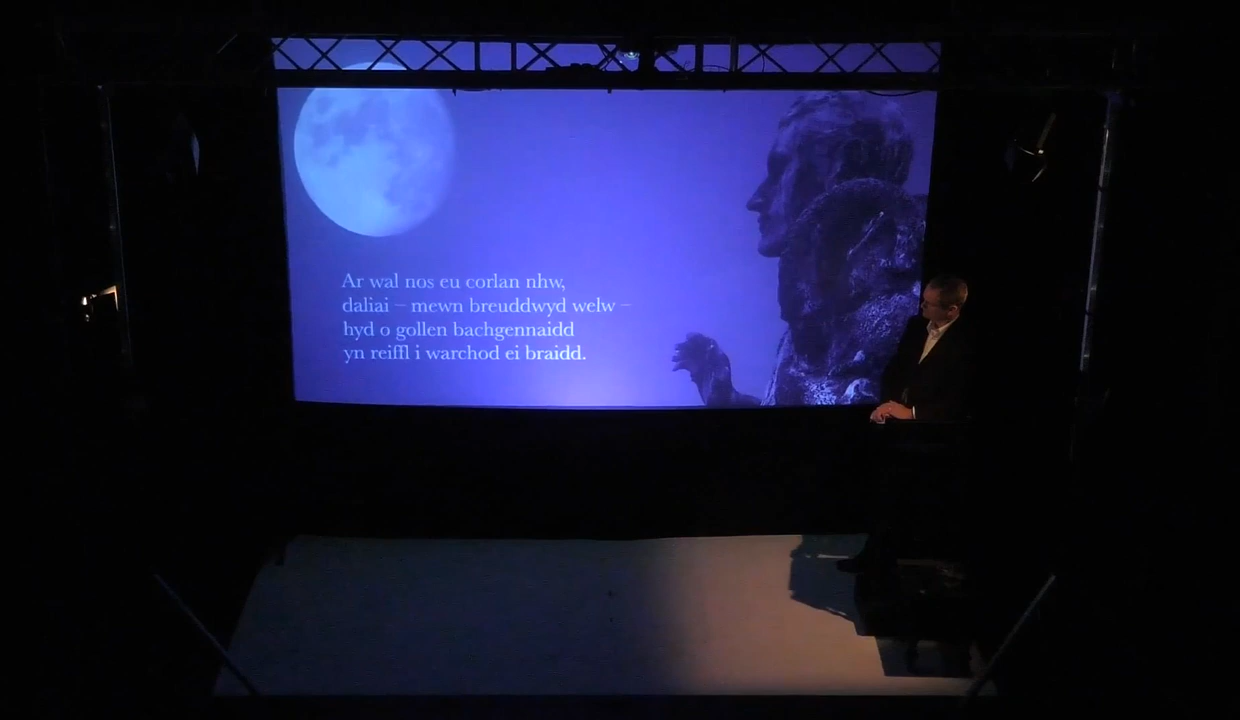 Ar wal nos eu corlan nhw,
daliai – mewn breuddwyd welw –
hyd o gollen bachgennaidd
yn reiffl i warchod ei braidd.